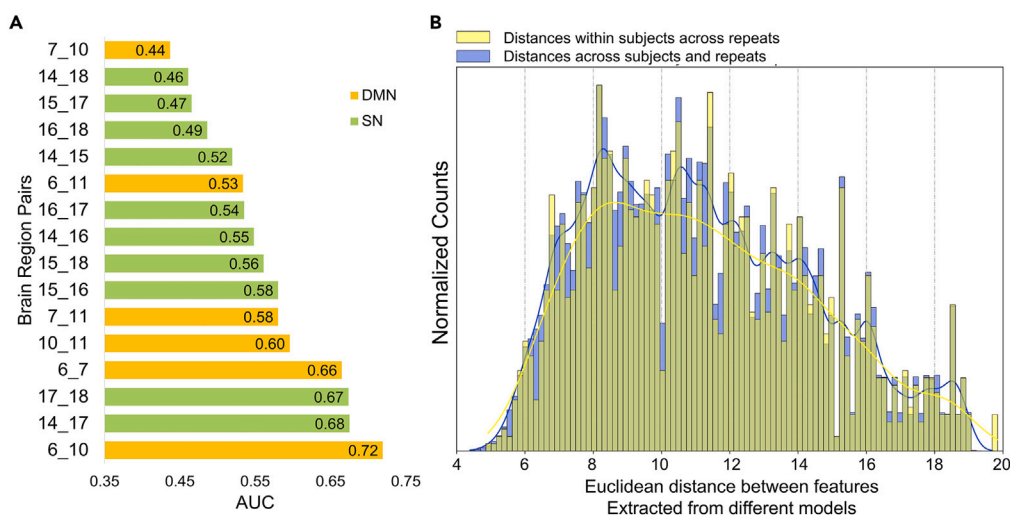 A
7_10
0.44
14_18
0.46
15_17
0.47
16_18
0.49
14_15
0.52
6_11
0.53
16_17
0.54
14_16
0.55
15_18
0.56
15_16
0.58
7_11
0.58
10_11
0.60
6_7
0.66
17_18
0.67
14_17
0.68
6_10
0.72
DMN
SN
Brain Region Pairs
0.35 0.45 0.55 0.65 0.75
AUC
B
Distances within subjects across repeats
Distances across subjects and repeats
Normalized Counts
4 6 8 10 12 14 16 18 20
Euclidean distance between features
Extracted from different models